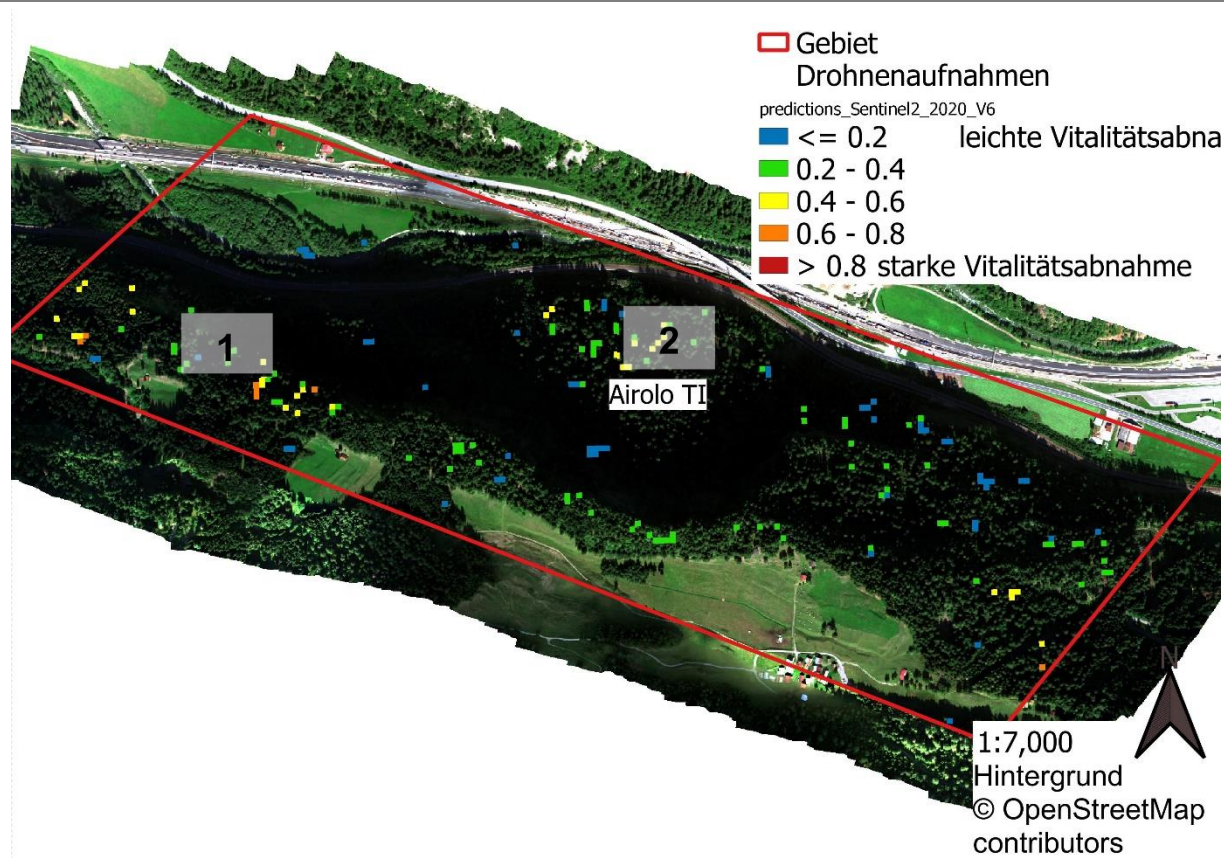 Gebiet
Drohnenaufnahmen
predictions_Sentinel2_2020_V6
<= 0.2 leichte Vitalitätsabna
0.2 - 0.4
0.4 - 0.6
0.6 - 0.8
> 0.8 starke Vitalitätsabnahme
1
2
Airolo TI
N
1:7,000
Hintergrund
© OpenStreetMap
contributors